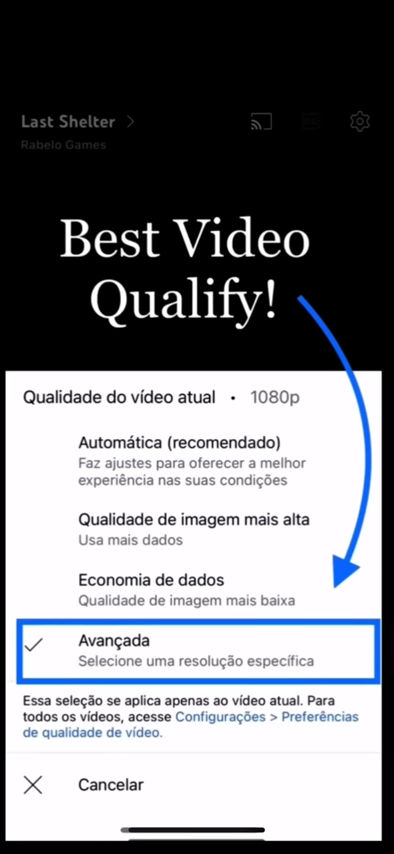 Last Shelter
Rabelo Games
Best Video
Qualify!
Qualidade do vídeo atual • 1080p
Automática (recomendado)
Faz ajustes para oferecer a melhor
experiência nas suas condições
Qualidade de imagem mais alta
Usa mais dados
Economia de dados
Qualidade de imagem mais baixa
Avançada
Selecione uma resolução específica
Essa seleção se aplica apenas ao vídeo atual. Para
todos os vídeos, acesse Configurações > Preferências
de qualidade de vídeo.
Cancelar